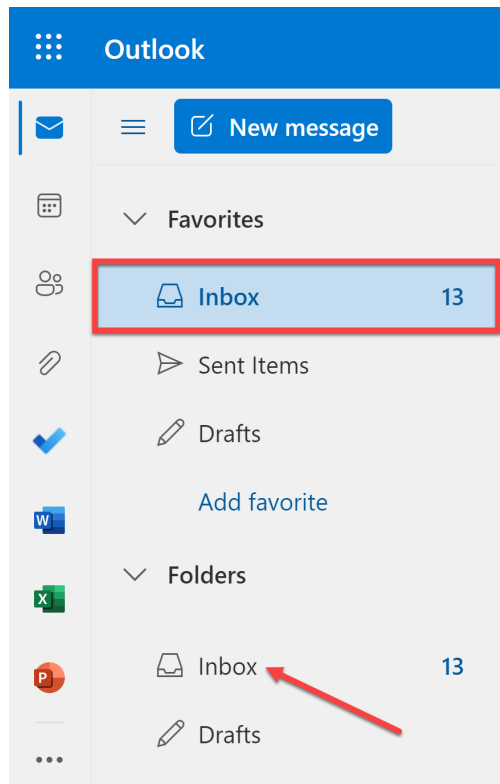 Outlook
New message
Favorites
Inbox 13
Sent Items
Drafts
Add favorite
W
Folders
X
Inbox 13
P
Drafts